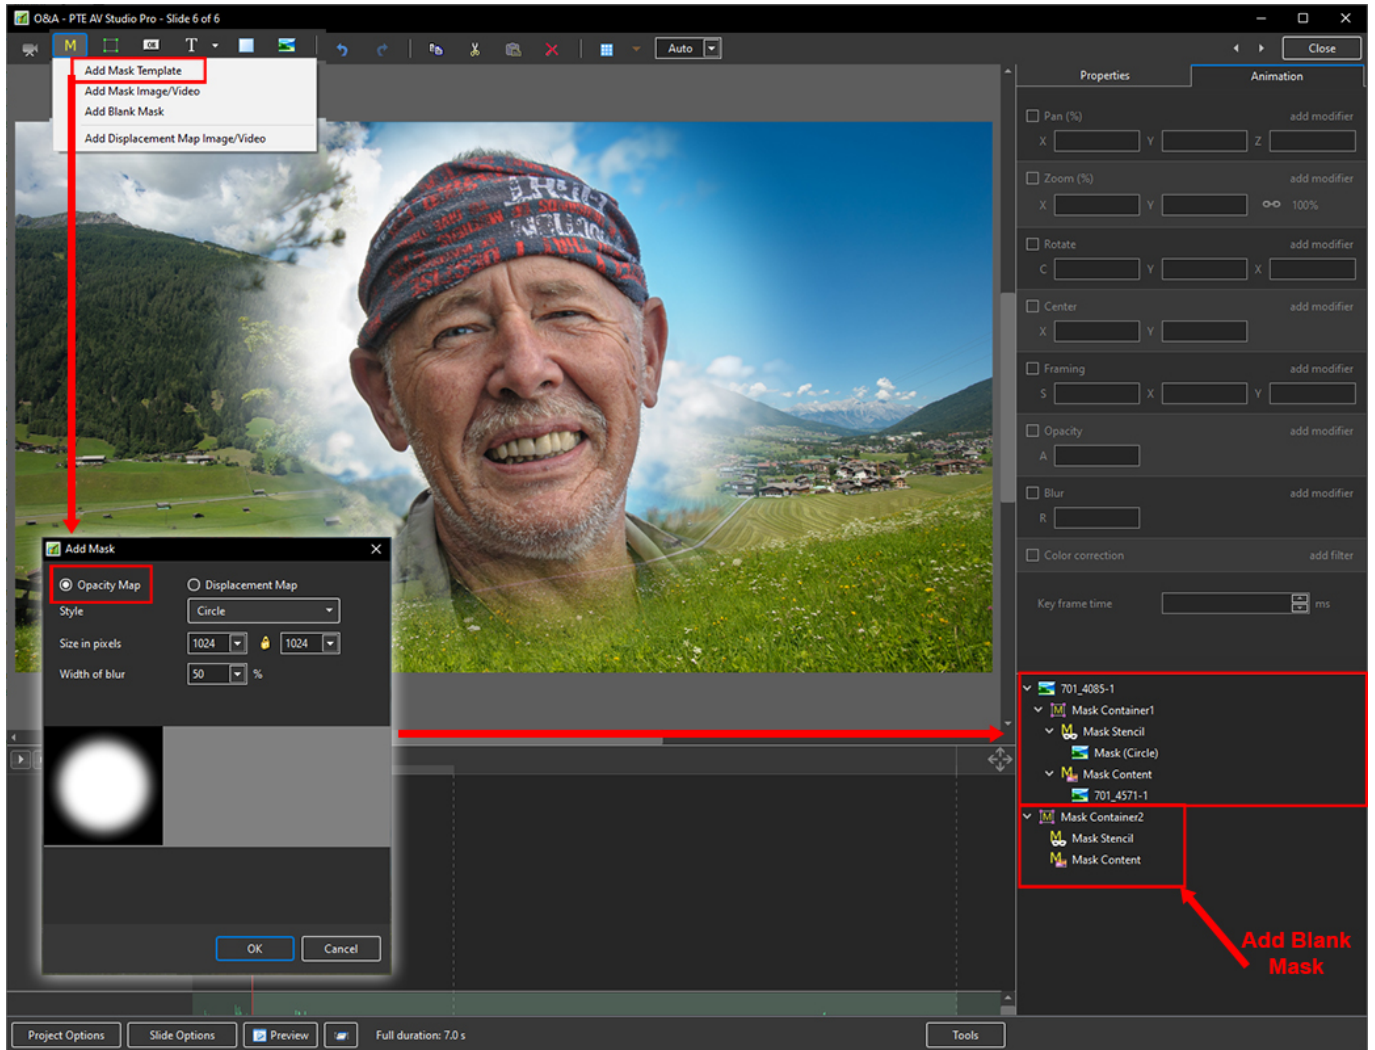 O&A - PTE AV Studio Pro - Slide 6 of 6
M OK T Auto Close
Add Mask Template
Add Mask Image/Video
Add Blank Mask
Add Displacement Map Image/Video
Properties Animation
Pan (%) add modifier
X Y Z
Zoom (%) add modifier
X Y 100%
Rotate add modifier
C Y X
Center add modifier
X Y
Framing add modifier
S X Y
Opacity add modifier
A
Blur add modifier
R
Color correction add filter
Key frame time ms
Add Mask
Opacity Map Displacement Map
Style Circle
Size in pixels 1024 1024
Width of blur 50 %
OK Cancel
701_4085-1
M Mask Container1
M Mask Stencil
Mask (Circle)
M Mask Content
701_4571-1
M Mask Container2
M Mask Stencil
M Mask Content
Add Blank
Mask
Project Options Slide Options Preview Full duration: 7.0 s Tools